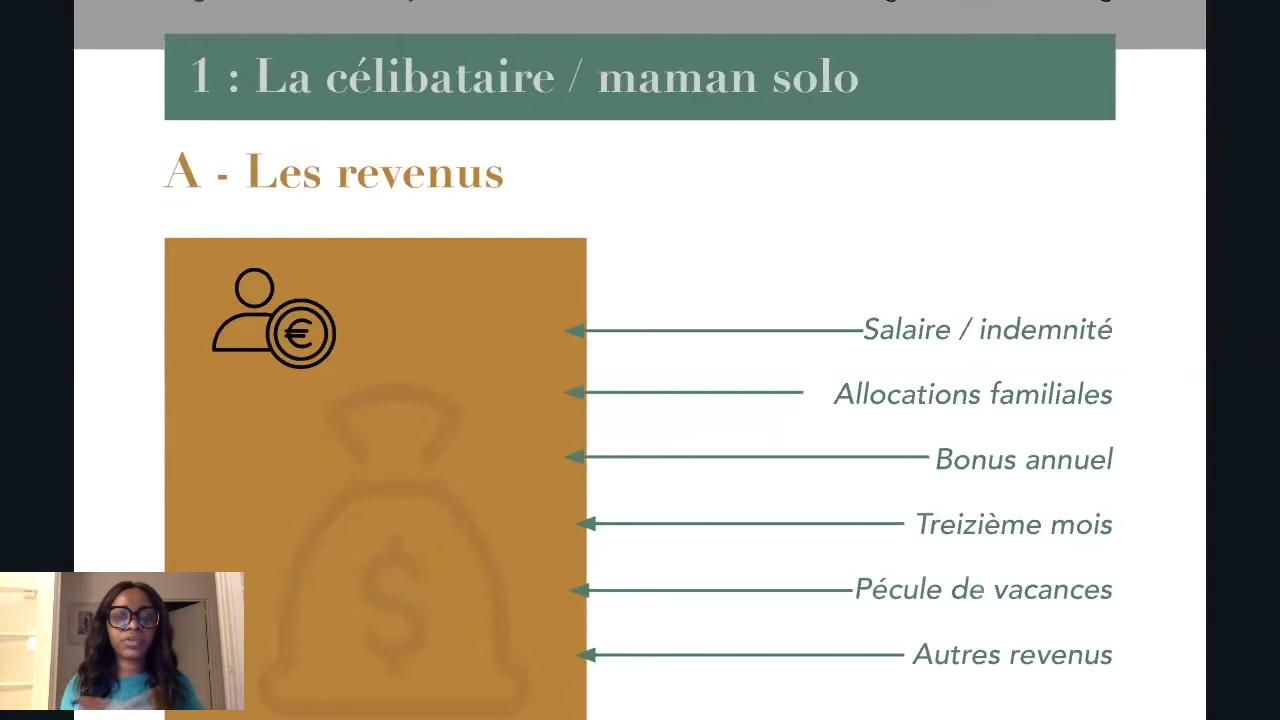 1 : La célibataire / maman solo
A - Les revenus
€
Salaire / indemnité
Allocations familiales
Bonus annuel
$
Treizième mois
Pécule de vacances
Autres revenus